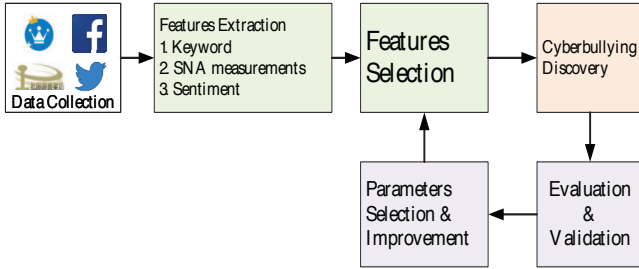 Data Collection
Features Extraction
1. Keyword
2. SNA measurements
3. Sentiment
Features
Selection
Cyberbullying
Discovery
Parameters
Selection &
Improvement
Evaluation
&
Validation